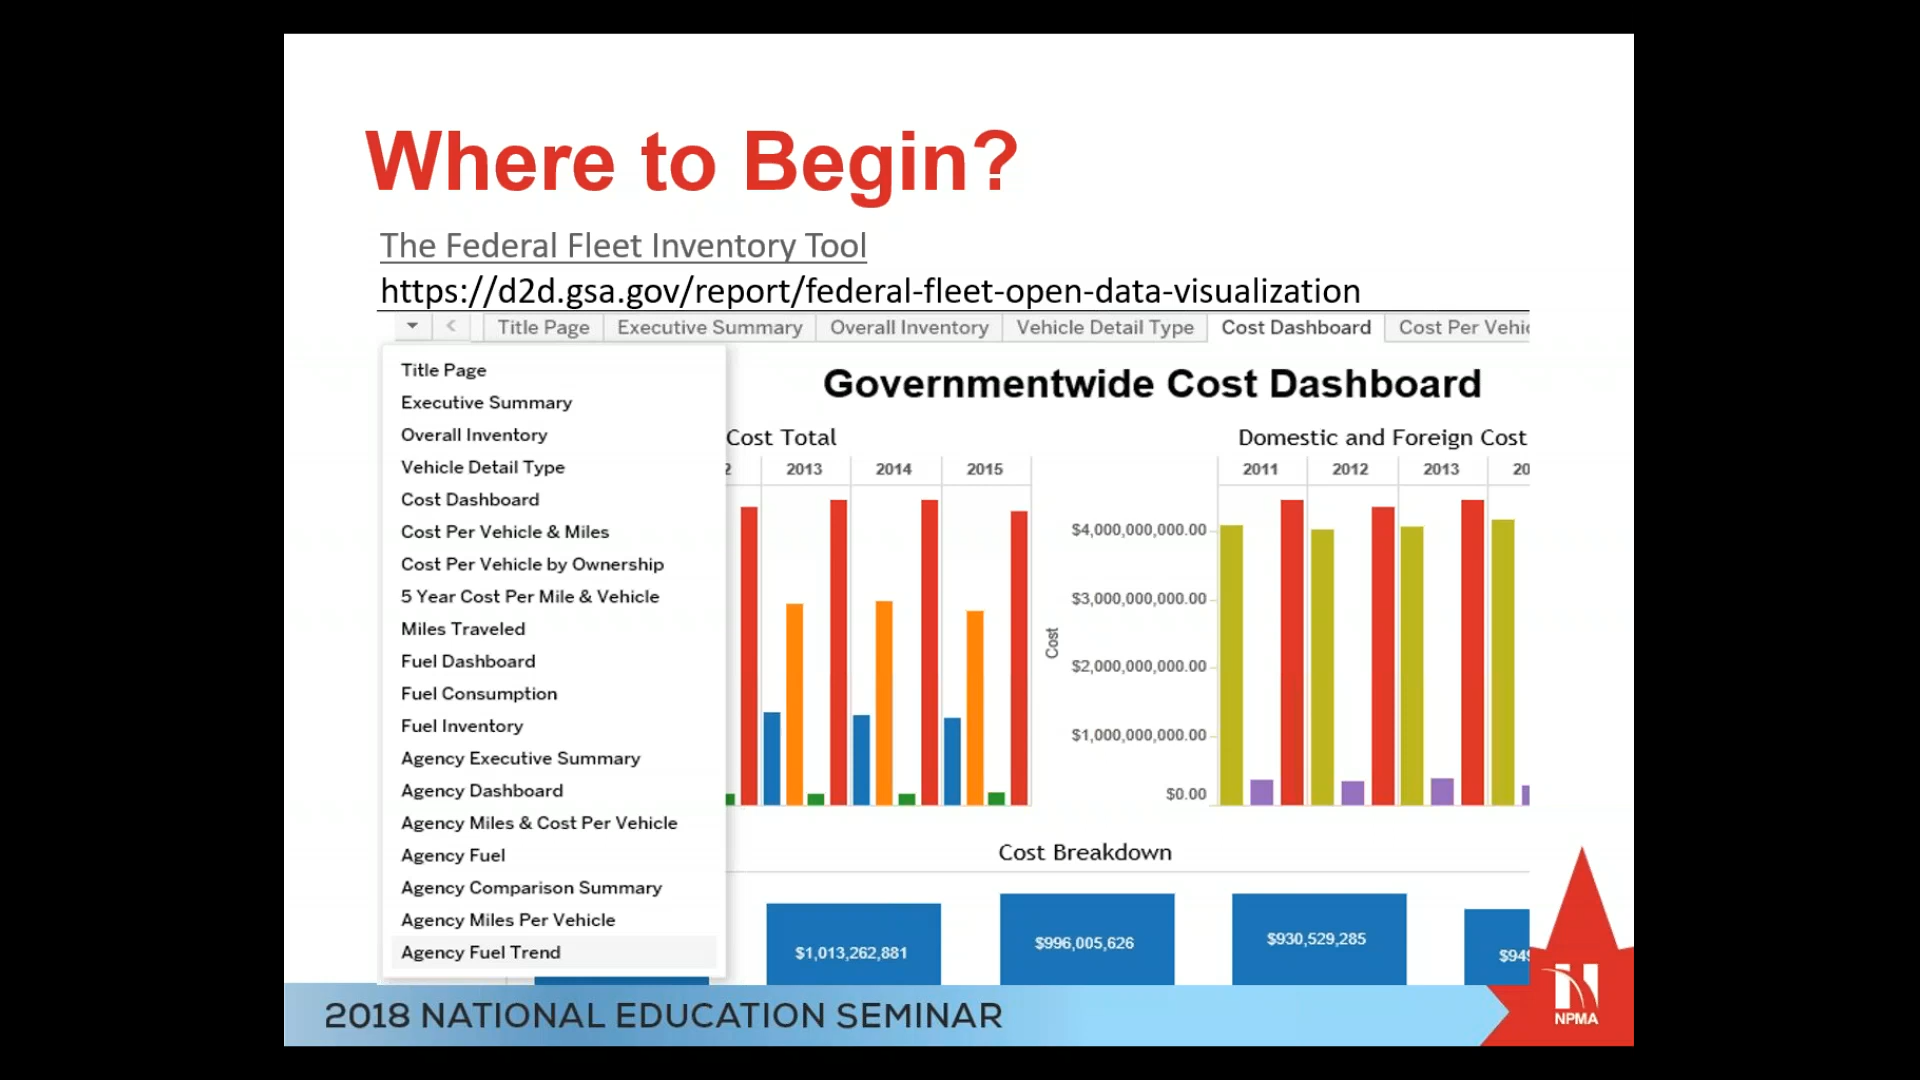 Where to Begin?
The Federal Fleet Inventory Tool
https://d2d.gsa.gov/report/federal-fleet-open-data-visualization
Title Page Executive Summary Overall Inventory Vehicle Detail Type Cost Dashboard Cost Per Vehic
Title Page
Executive Summary
Overall Inventory
Vehicle Detail Type
Cost Dashboard
Cost Per Vehicle & Miles
Cost Per Vehicle by Ownership
5 Year Cost Per Mile & Vehicle
Miles Traveled
Fuel Dashboard
Fuel Consumption
Fuel Inventory
Agency Executive Summary
Agency Dashboard
Agency Miles & Cost Per Vehicle
Agency Fuel
Agency Comparison Summary
Agency Miles Per Vehicle
Agency Fuel Trend
Governmentwide Cost Dashboard
Cost Total
2 2013 2014 2015
Domestic and Foreign Cost
2011 2012 2013 20
Cost
$4,000,000,000.00
$3,000,000,000.00
$2,000,000,000.00
$1,000,000,000.00
$0.00
Cost Breakdown
$1,013,262,881 $996,005,626 $930,529,285 $949
2018 NATIONAL EDUCATION SEMINAR
NPMA